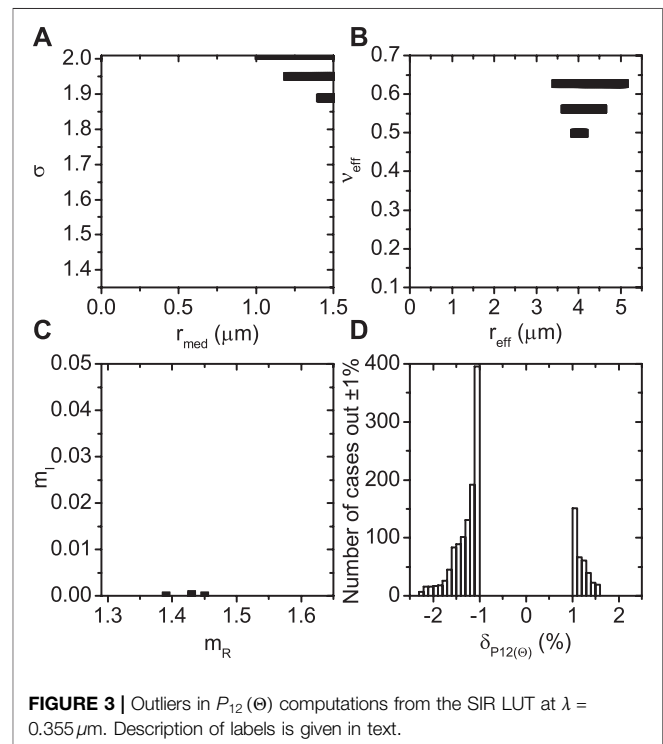 A
2.0
1.9
1.8
1.7
1.6
1.5
1.4
σ
0.0 0.5 1.0 1.5
r_med (μm)
B
0.7
0.6
0.5
0.4
0.3
0.2
0.1
ν_eff
0 1 2 3 4 5
r_eff (μm)
C
0.05
0.04
0.03
0.02
0.01
0.00
m_I
1.3 1.4 1.5 1.6
m_R
D
400
300
200
100
0
Number of cases out ±1%
-2 -1 0 1 2
δ_P12(Θ) (%)
FIGURE 3 | Outliers in P₁₂ (Θ) computations from the SIR LUT at λ =
0.355 μm. Description of labels is given in text.